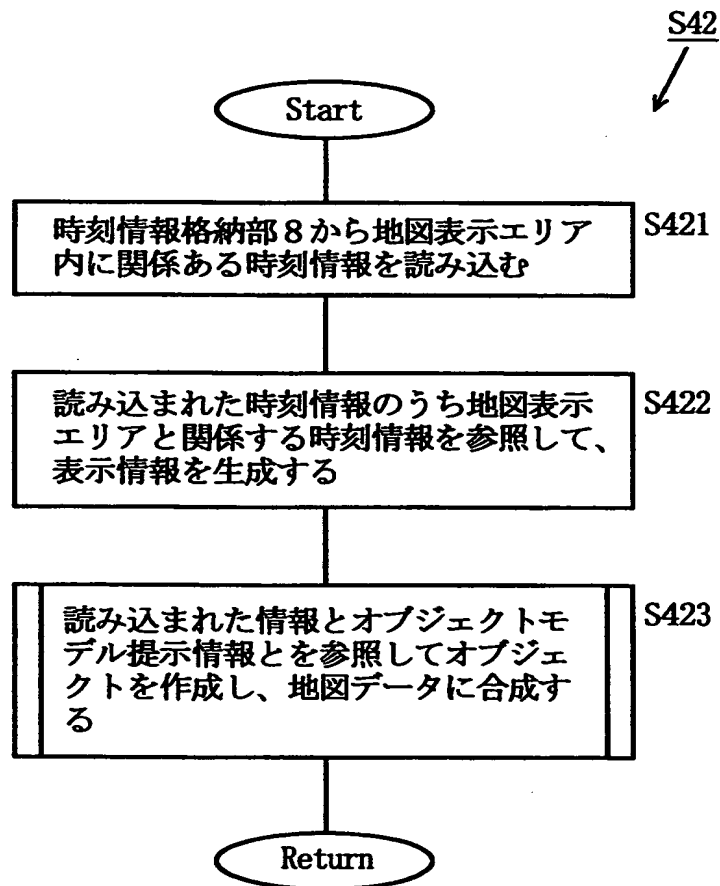 S42
Start
時刻情報格納部8から地図表示エリア
内に関係ある時刻情報を読み込む
S421
読み込まれた時刻情報のうち地図表示
エリアと関係する時刻情報を参照して、
表示情報を生成する
S422
読み込まれた情報とオブジェクトモ
デル提示情報とを参照してオブジェ
クトを作成し、地図データに合成す
る
S423
Return